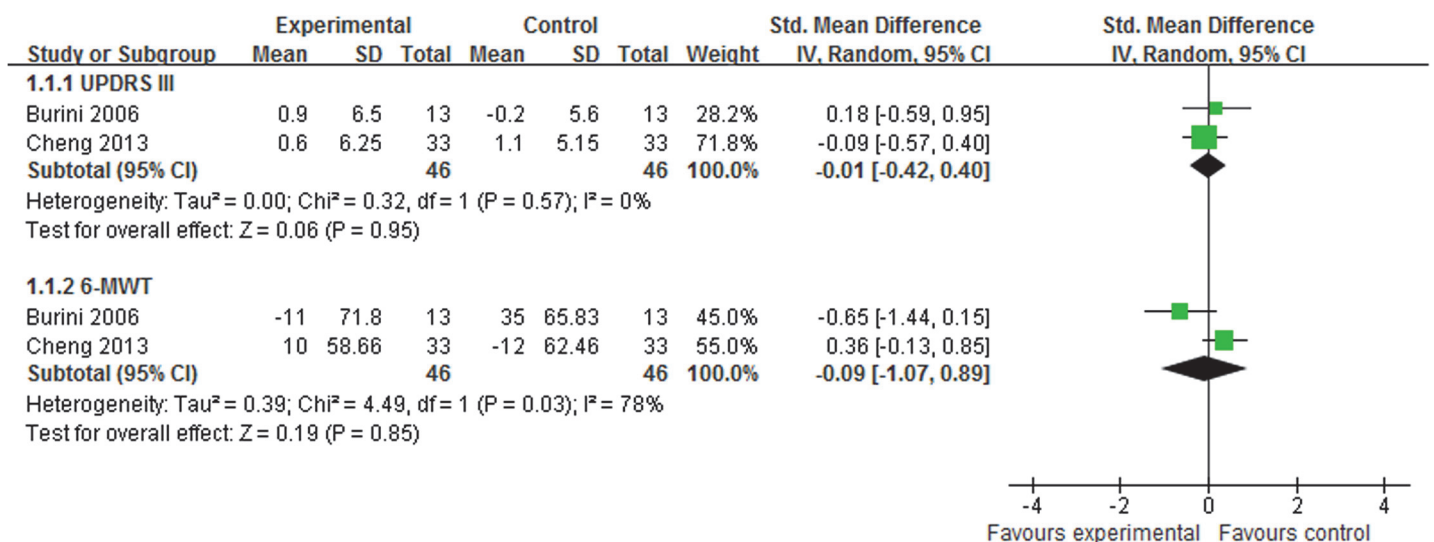 Experimental Control Std. Mean Difference Std. Mean Difference
Study or Subgroup Mean SD Total Mean SD Total Weight IV, Random, 95% CI IV, Random, 95% CI
1.1.1 UPDRS III
Burini 2006 0.9 6.5 13 -0.2 5.6 13 28.2% 0.18 [-0.59, 0.95]
Cheng 2013 0.6 6.25 33 1.1 5.15 33 71.8% -0.09 [-0.57, 0.40]
Subtotal (95% CI) 46 46 100.0% -0.01 [-0.42, 0.40]
Heterogeneity: Tau² = 0.00; Chi² = 0.32, df = 1 (P = 0.57); I² = 0%
Test for overall effect: Z = 0.06 (P = 0.95)
1.1.2 6-MWT
Burini 2006 -11 71.8 13 35 65.83 13 45.0% -0.65 [-1.44, 0.15]
Cheng 2013 10 58.66 33 -12 62.46 33 55.0% 0.36 [-0.13, 0.85]
Subtotal (95% CI) 46 46 100.0% -0.09 [-1.07, 0.89]
Heterogeneity: Tau² = 0.39; Chi² = 4.49, df = 1 (P = 0.03); I² = 78%
Test for overall effect: Z = 0.19 (P = 0.85)
-4 -2 0 2 4
Favours experimental Favours control